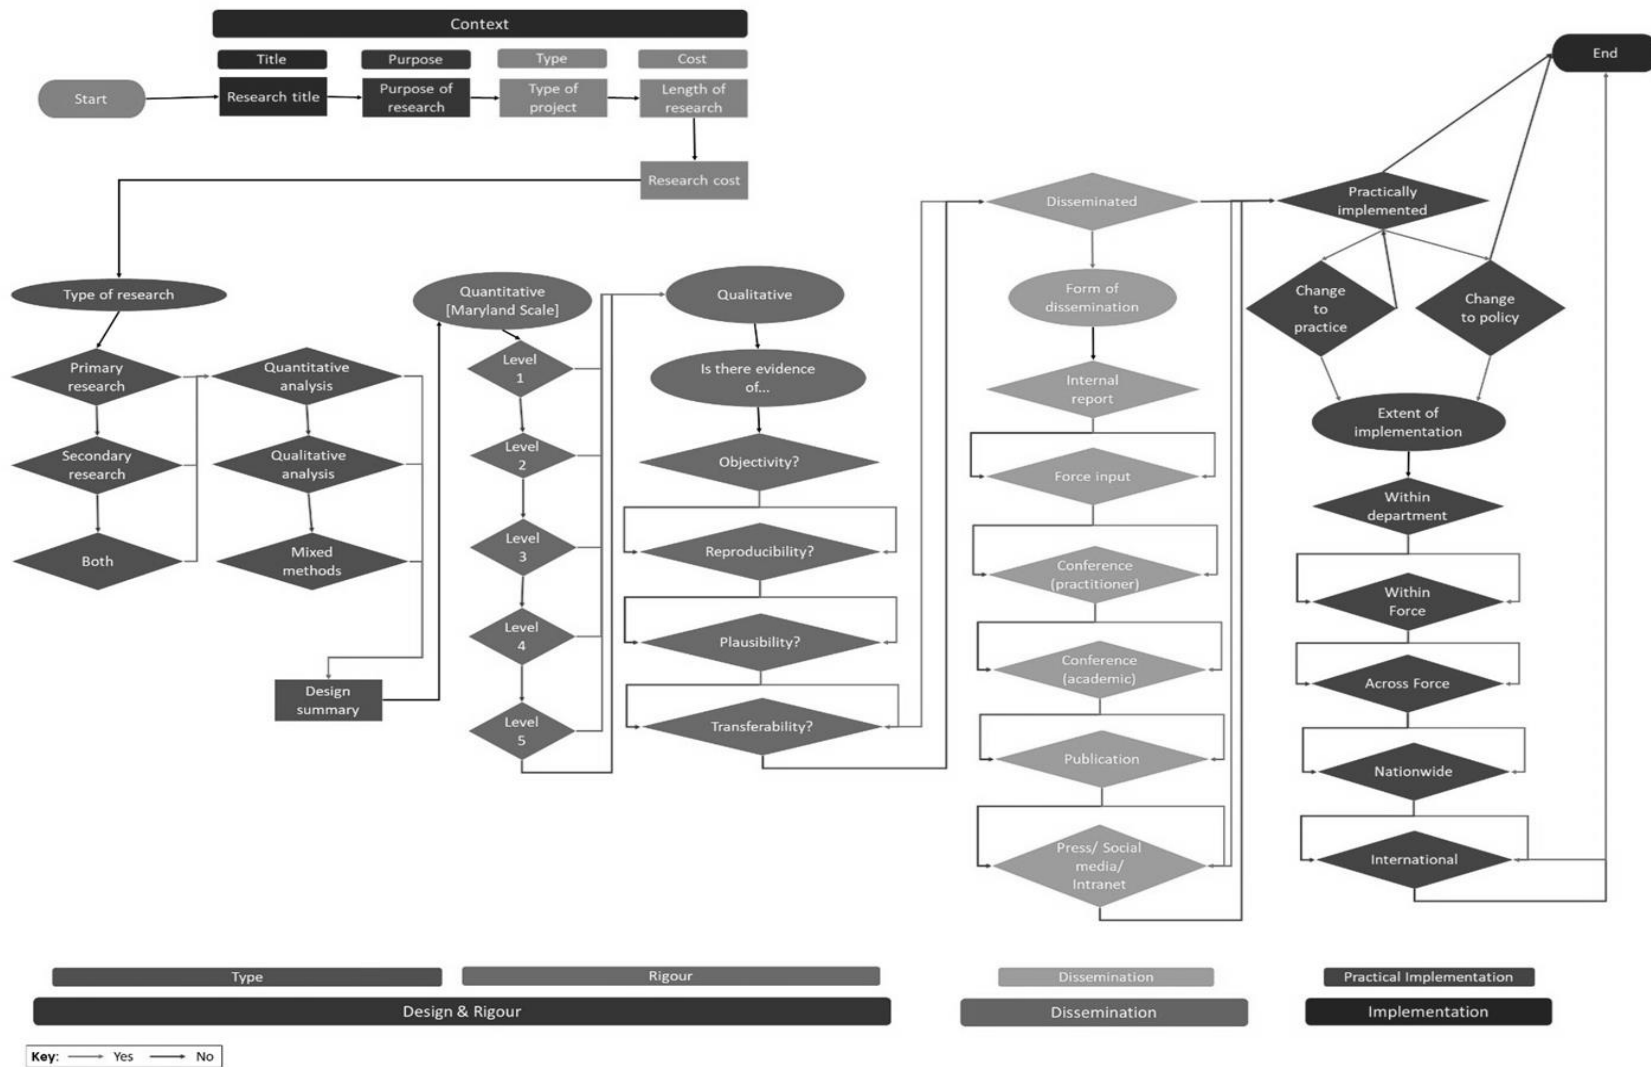 Context
Title
Purpose
Type
Cost
Start
Research title
Purpose of
research
Type of
project
Length of
research
Research cost
End
Type of research
Primary
research
Secondary
research
Both
Quantitative
analysis
Qualitative
analysis
Mixed
methods
Design
summary
Quantitative
[Maryland Scale]
Level
1
Level
2
Level
3
Level
4
Level
5
Qualitative
Is there evidence
of...
Objectivity?
Reproducibility?
Plausibility?
Transferability?
Disseminated
Form of
dissemination
Internal
report
Force input
Conference
(practitioner)
Conference
(academic)
Publication
Press/ Social
media/
Intranet
Practically
implemented
Change
to
practice
Change
to policy
Extent of
implementation
Within
department
Within
Force
Across Force
Nationwide
International
Type
Rigour
Dissemination
Practical Implementation
Design & Rigour
Dissemination
Implementation
Key: Yes No